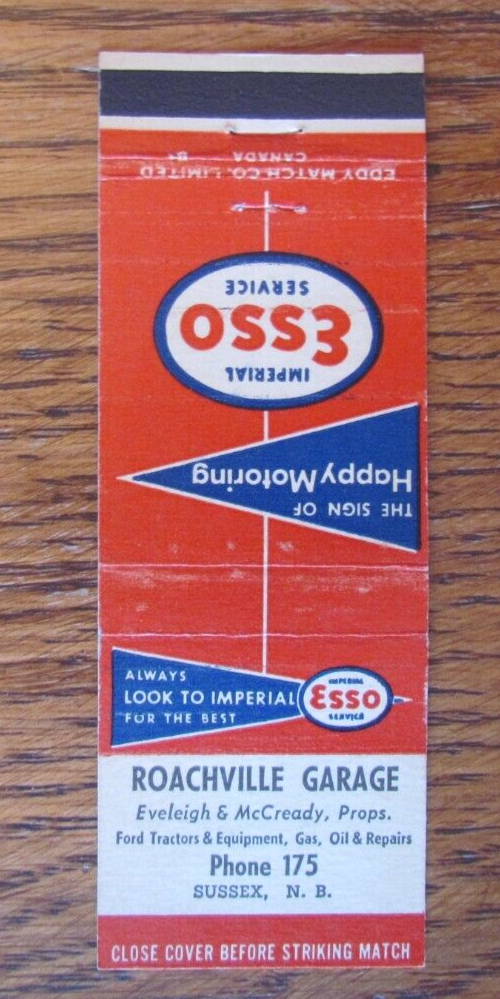 EDDY MATCH CO. LIMITED
CANADA
IMPERIAL
ESSO
SERVICE
THE SIGN OF
Happy Motoring
ALWAYS
LOOK TO IMPERIAL
FOR THE BEST
IMPERIAL
Esso
SERVICE
ROACHVILLE GARAGE
Eveleigh & McCready, Props.
Ford Tractors & Equipment, Gas, Oil & Repairs
Phone 175
SUSSEX, N. B.
CLOSE COVER BEFORE STRIKING MATCH